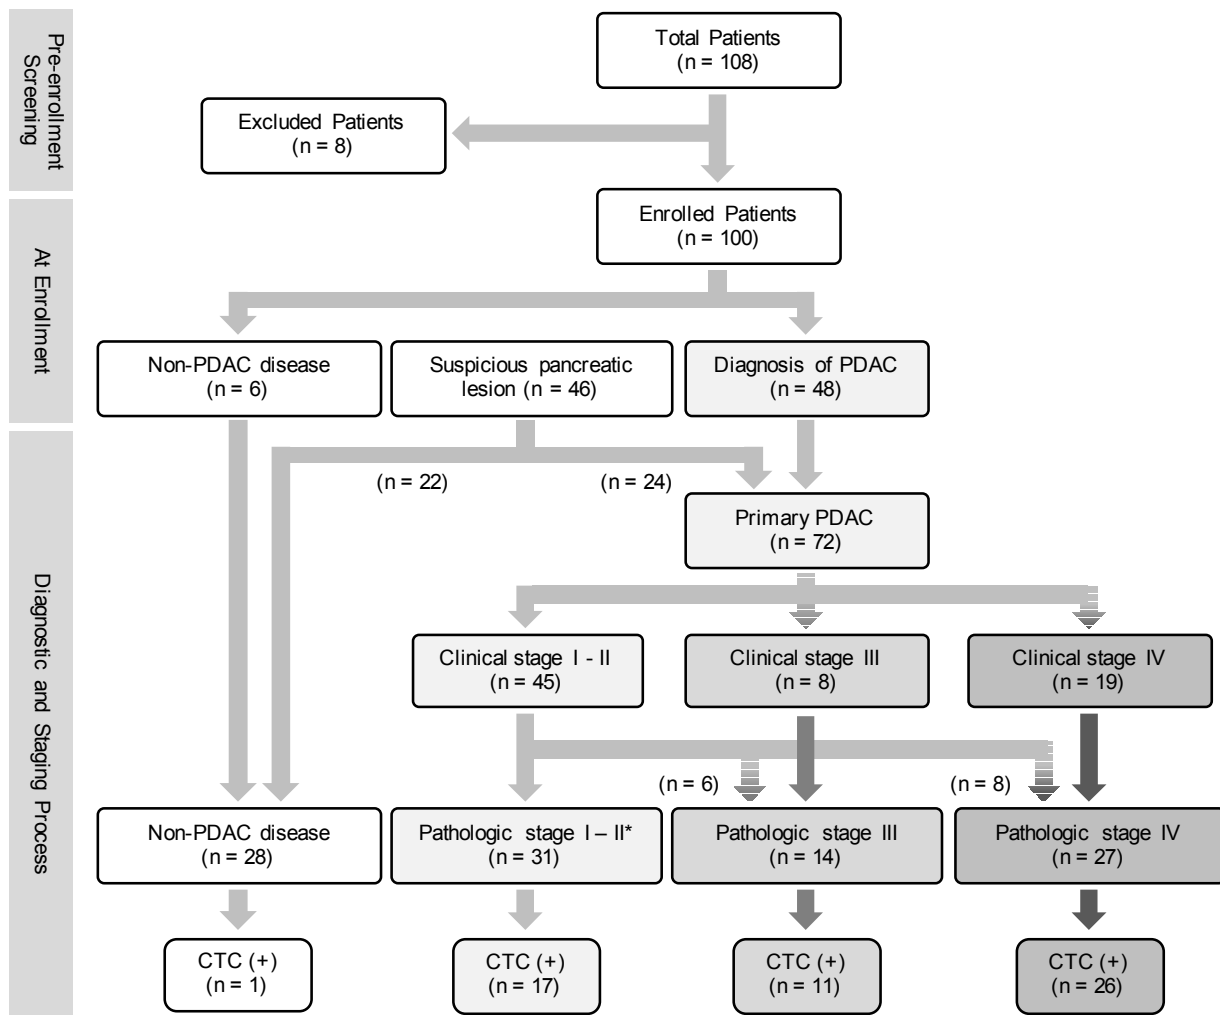 Pre-enrollment
Screening
Total Patients
(n = 108)
Excluded Patients
(n = 8)
At Enrollment
Enrolled Patients
(n = 100)
Non-PDAC disease
(n = 6)
Suspicious pancreatic
lesion (n = 46)
Diagnosis of PDAC
(n = 48)
Diagnostic and Staging Process
(n = 22)
(n = 24)
Primary PDAC
(n = 72)
Clinical stage I - II
(n = 45)
Clinical stage III
(n = 8)
Clinical stage IV
(n = 19)
(n = 6)
(n = 8)
Non-PDAC disease
(n = 28)
Pathologic stage I – II*
(n = 31)
Pathologic stage III
(n = 14)
Pathologic stage IV
(n = 27)
CTC (+)
(n = 1)
CTC (+)
(n = 17)
CTC (+)
(n = 11)
CTC (+)
(n = 26)